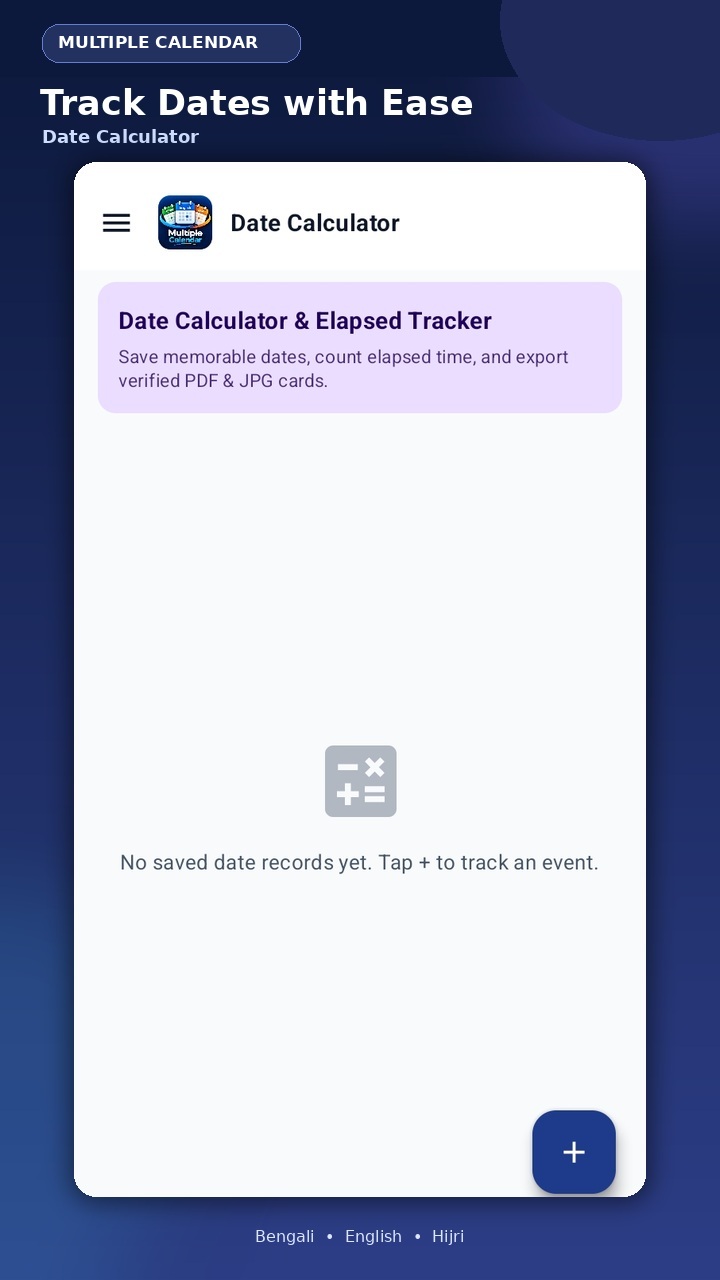 MULTIPLE CALENDAR
Track Dates with Ease
Date Calculator
Multiple
Calendar
Date Calculator
Date Calculator & Elapsed Tracker
Save memorable dates, count elapsed time, and export
verified PDF & JPG cards.
No saved date records yet. Tap + to track an event.
+
Bengali • English • Hijri